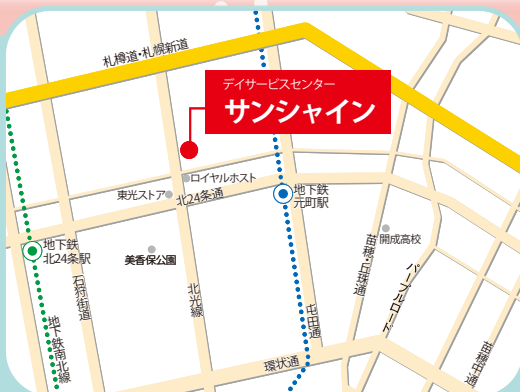 札樽道・札幌新道
デイサービスセンター
サンシャイン
ロイヤルホスト
東光ストア
北24条通
地下鉄
元町駅
地下鉄
北24条駅
美香保公園
開成高校
苗穂・丘珠通
パープルロード
石狩街道
北光線
屯田通
地下鉄南北線
環状通
苗穂中通